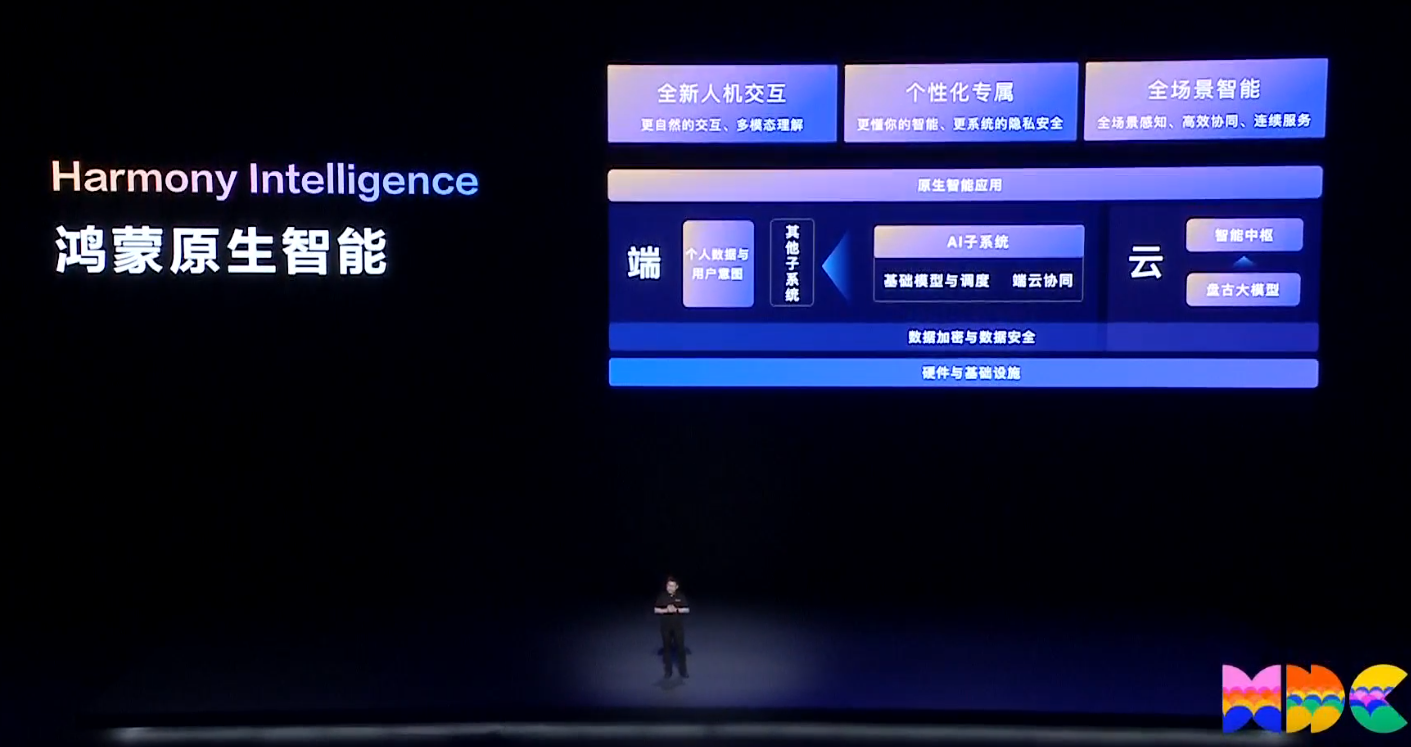 Harmony Intelligence
鸿蒙原生智能
全新人机交互
更自然的交互、多模态理解
个性化专属
更懂你的智能、更系统的隐私安全
全场景智能
全场景感知、高效协同、连续服务
原生智能应用
端
个人数据与
用户意图
其他子系统
AI子系统
基础模型与调度 端云协同
云
智能中枢
盘古大模型
数据加密与数据安全
硬件与基础设施
HDC